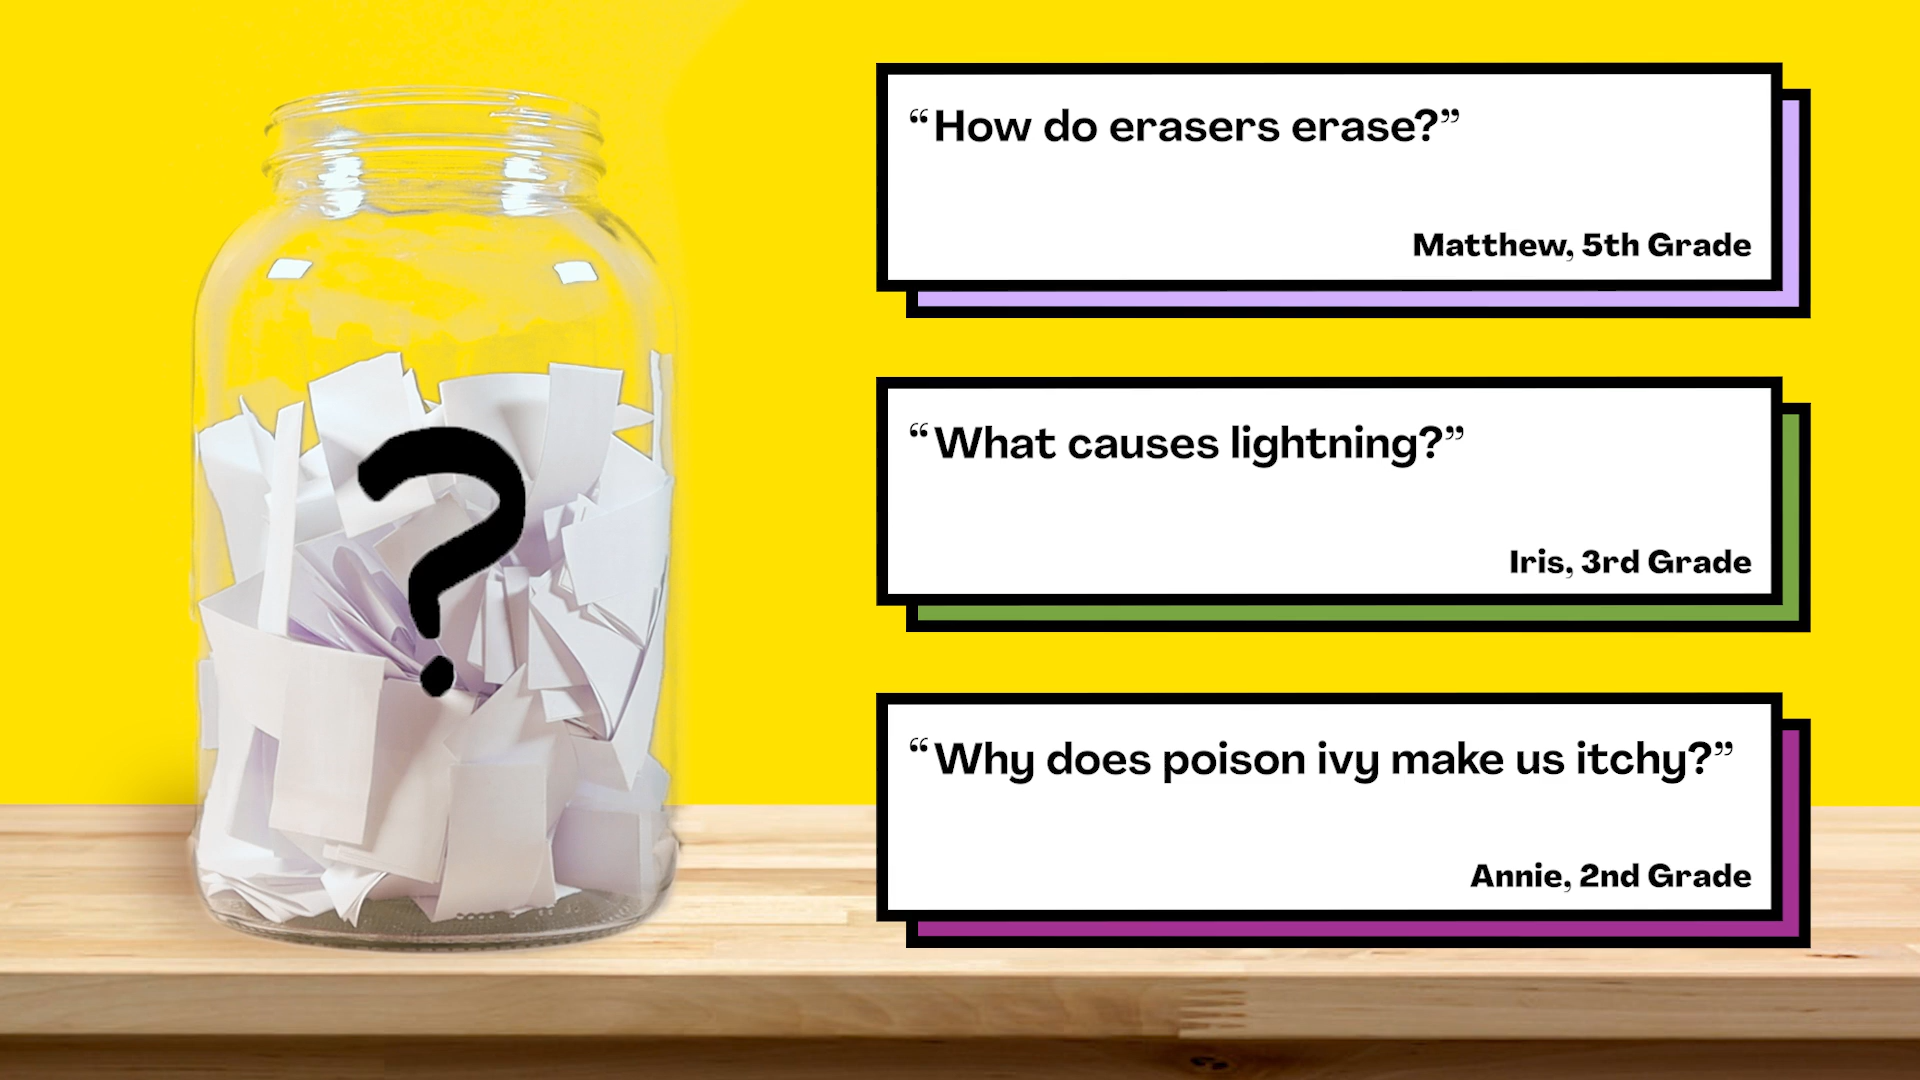 ?
“How do erasers erase?”
Matthew, 5th Grade
“What causes lightning?”
Iris, 3rd Grade
“Why does poison ivy make us itchy?”
Annie, 2nd Grade